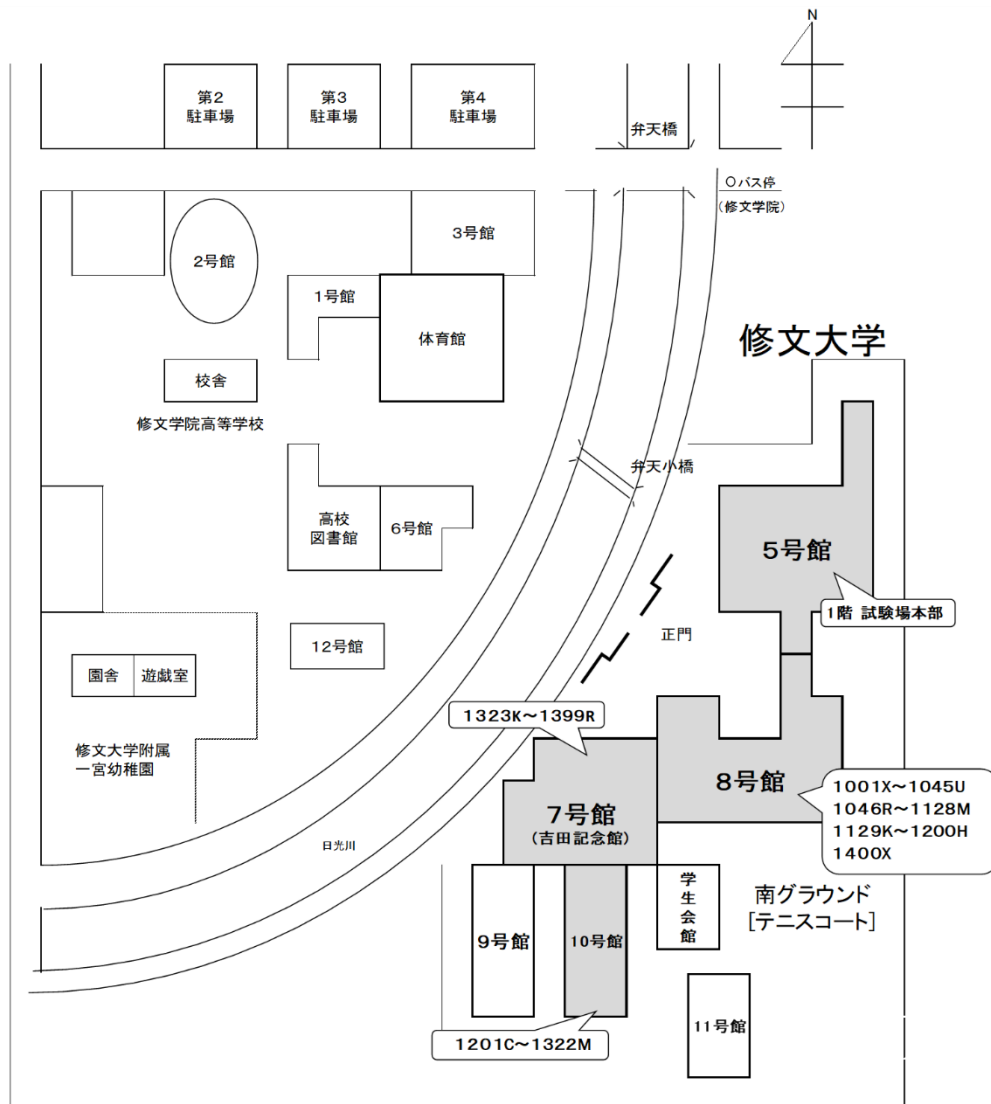 N
第2
駐車場
第3
駐車場
第4
駐車場
弁天橋
Oバス停
(修文学院)
3号館
2号館
1号館
体育館
修文大学
校舎
修文学院高等学校
弁天小橋
高校
図書館
6号館
5号館
1階 試験場本部
12号館
正門
園舎
遊戯室
1323K～1399R
修文大学附属
一宮幼稚園
8号館
1001X～1045U
1046R～1128M
1129K～1200H
1400X
7号館
(吉田記念館)
日光川
学生会館
南グラウンド
[テニスコート]
9号館
10号館
11号館
1201C～1322M